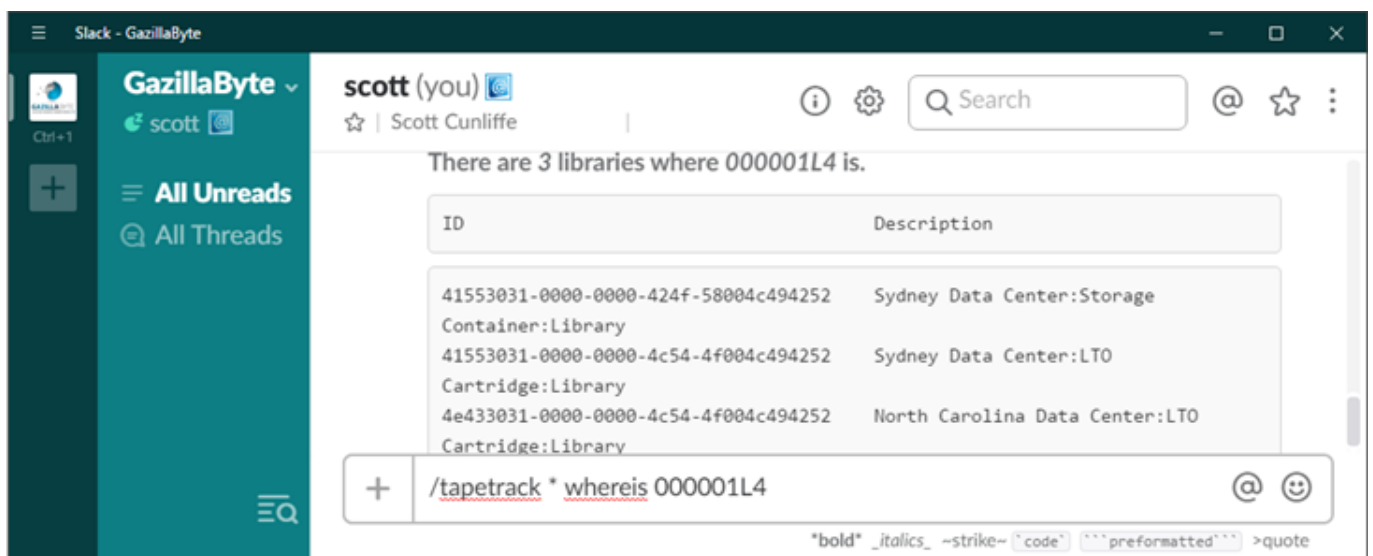 Slack - GazillaByte
Ctrl+1
GazillaByte
scott
All Unreads
All Threads
scott (you)
Scott Cunliffe
Search
There are 3 libraries where 000001L4 is.
ID Description
41553031-0000-0000-424f-58004c494252 Sydney Data Center:Storage
Container:Library
41553031-0000-0000-4c54-4f004c494252 Sydney Data Center:LTO
Cartridge:Library
4e433031-0000-0000-4c54-4f004c494252 North Carolina Data Center:LTO
Cartridge:Library
/tapetrack * whereis 000001L4
*bold* _italics_ ~strike~ `code` ```preformatted``` >quote